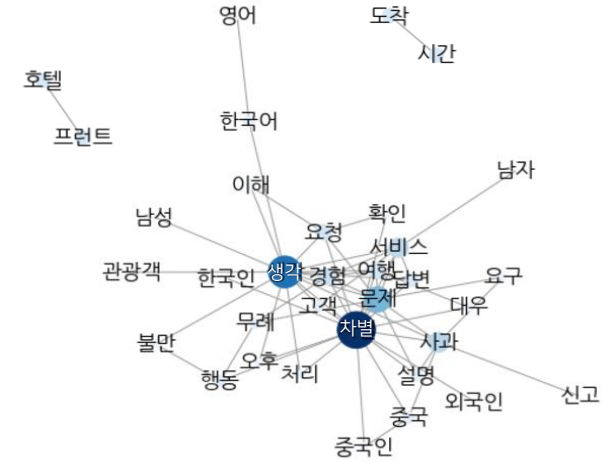 영어
도착
시간
호텔
프런트
한국어
남자
이해
남성
확인
요청
서비스
관광객
한국인
생각
경험
여행
답변
요구
고객
문제
대우
무례
차별
불만
사과
오후
행동
처리
설명
신고
외국인
중국
중국인